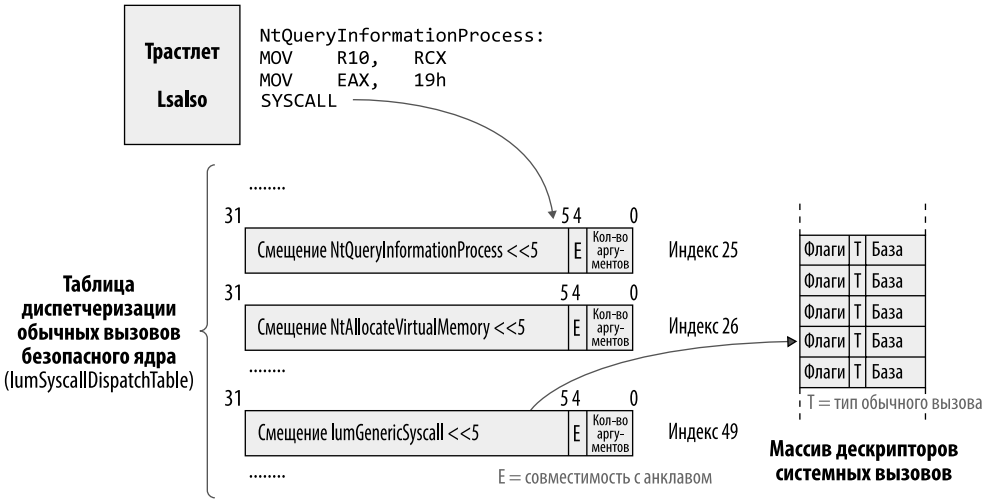 Трастлет
Lsalso
NtQueryInformationProcess:
MOV R10, RCX
MOV EAX, 19h
SYSCALL
........
31 5 4 0
Смещение NtQueryInformationProcess <<5 E Кол-во аргу-ментов Индекс 25
31 5 4 0
Смещение NtAllocateVirtualMemory <<5 E Кол-во аргу-ментов Индекс 26
........
31 5 4 0
Смещение lumGenericSyscall <<5 E Кол-во аргу-ментов Индекс 49
........
E = совместимость с анклавом
Таблица
диспетчеризации
обычных вызовов
безопасного ядра
(lumSyscallDispatchTable)
Флаги T База
Флаги T База
Флаги T База
Флаги T База
Флаги T База
T = тип обычного вызова
Массив дескрипторов
системных вызовов